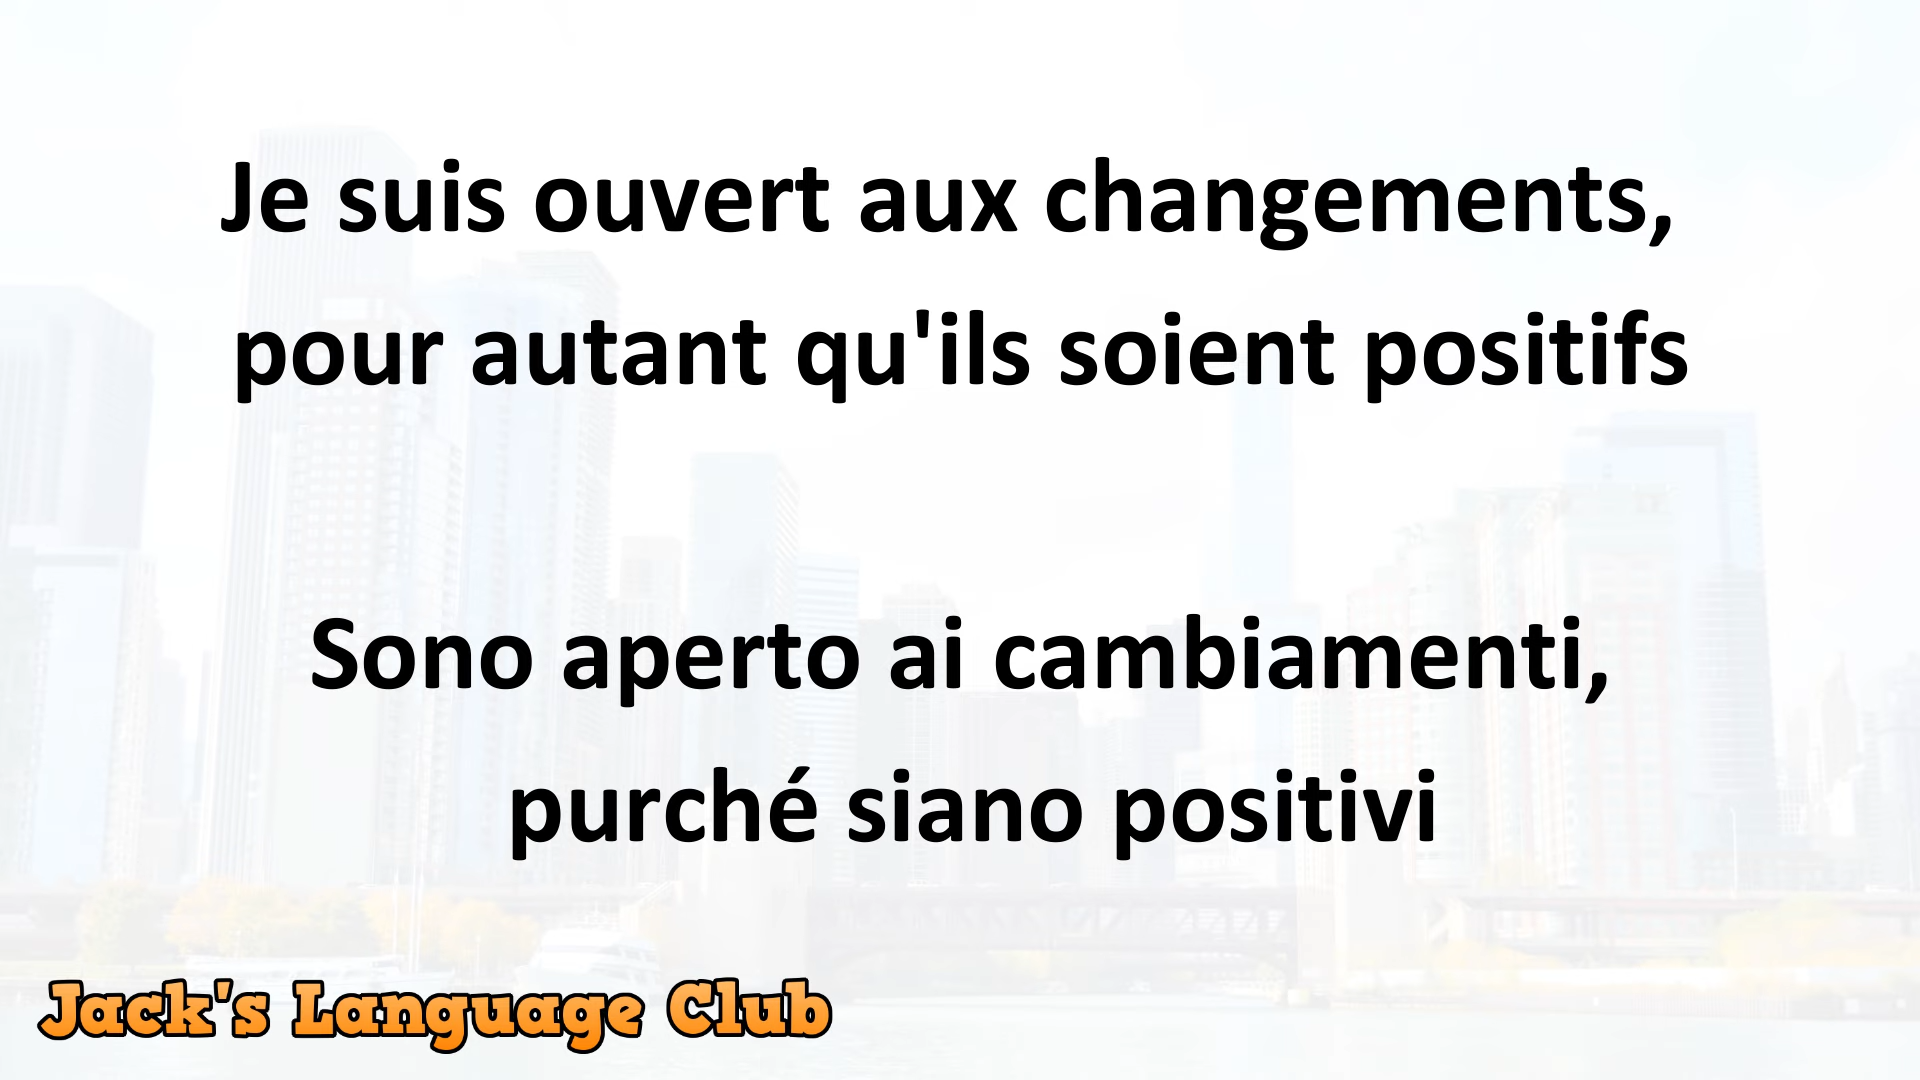 Je suis ouvert aux changements,
pour autant qu'ils soient positifs
Sono aperto ai cambiamenti,
purché siano positivi
Jack's Language Club